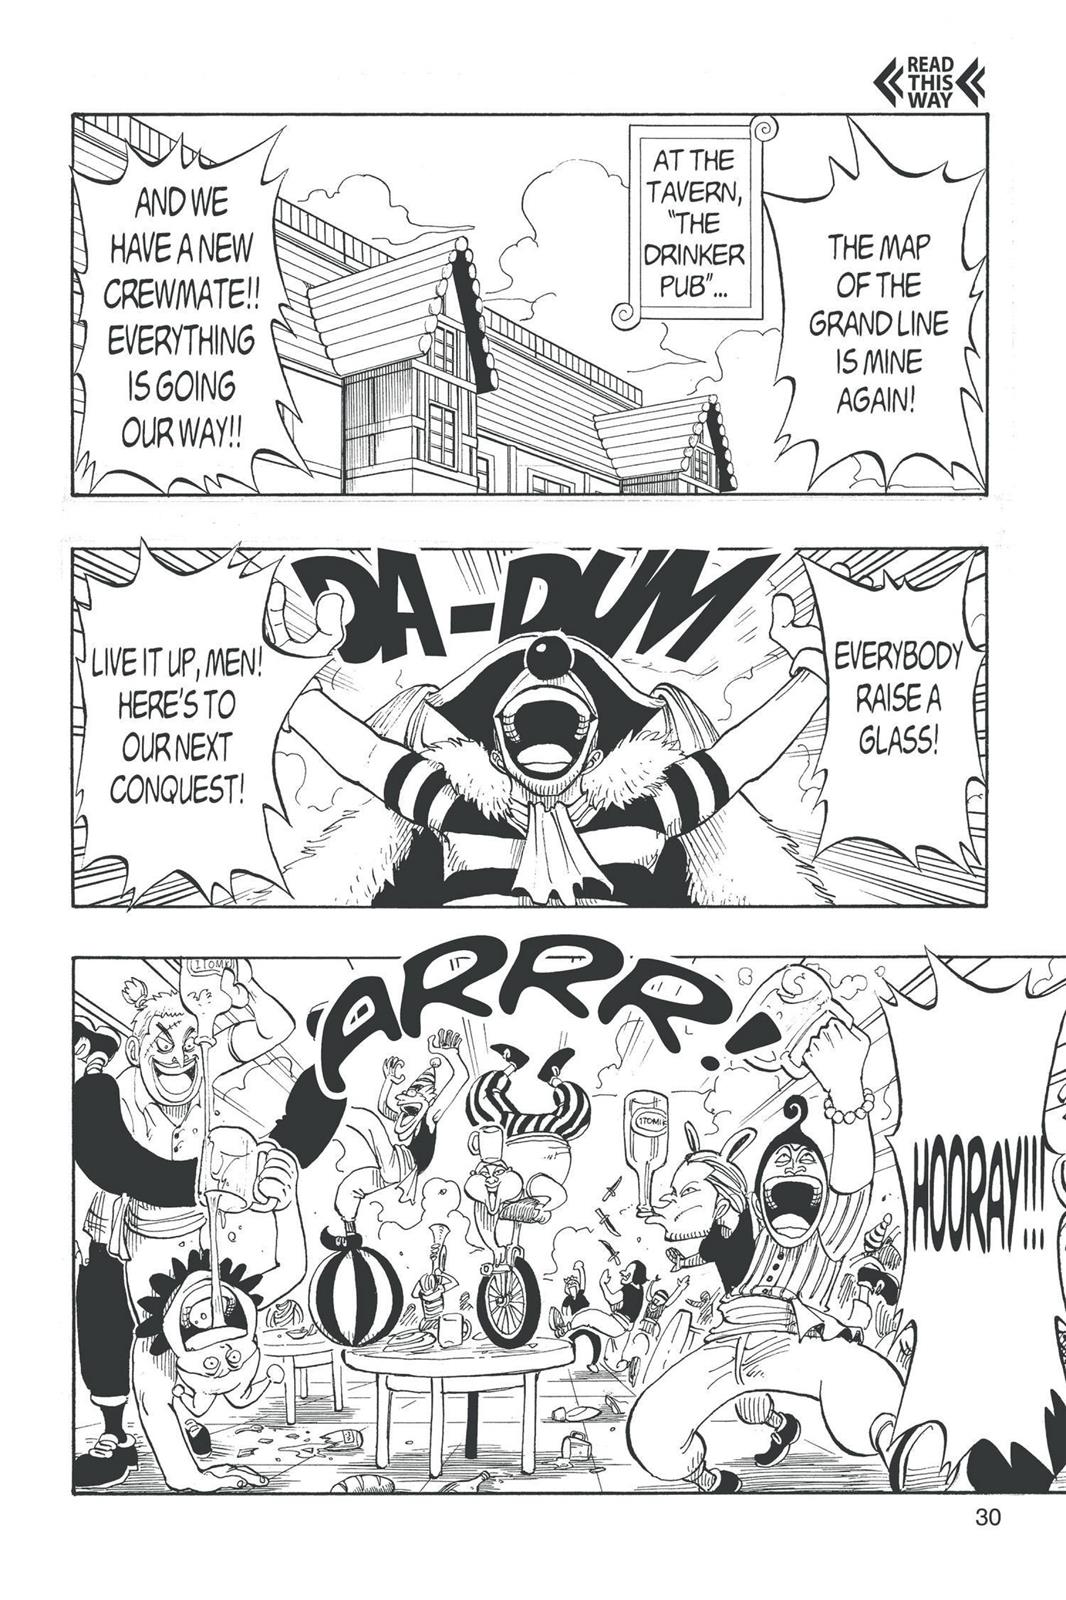 READ
THIS
WAY
THE MAP
OF THE
GRAND LINE
IS MINE
AGAIN!
AT THE
TAVERN,
"THE
DRINKER
PUB"...
AND WE
HAVE A NEW
CREWMATE!!
EVERYTHING
IS GOING
OUR WAY!!
EVERYBODY
RAISE A
GLASS!
DA-DUM
LIVE IT UP, MEN!
HERE'S TO
OUR NEXT
CONQUEST!
HOORAY!!!
ARRR!
ITOMIK
ITOMIK
30